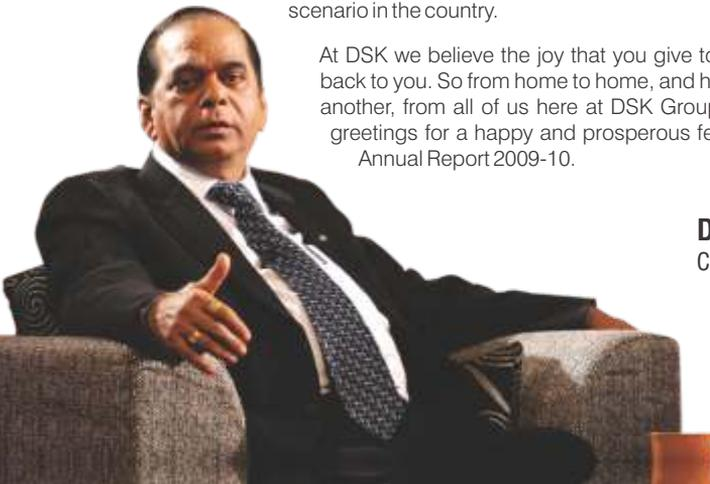 scenario in the country.
At DSK we believe the joy that you give to
back to you. So from home to home, and h
another, from all of us here at DSK Group
greetings for a happy and prosperous fe
Annual Report 2009-10.
D
C